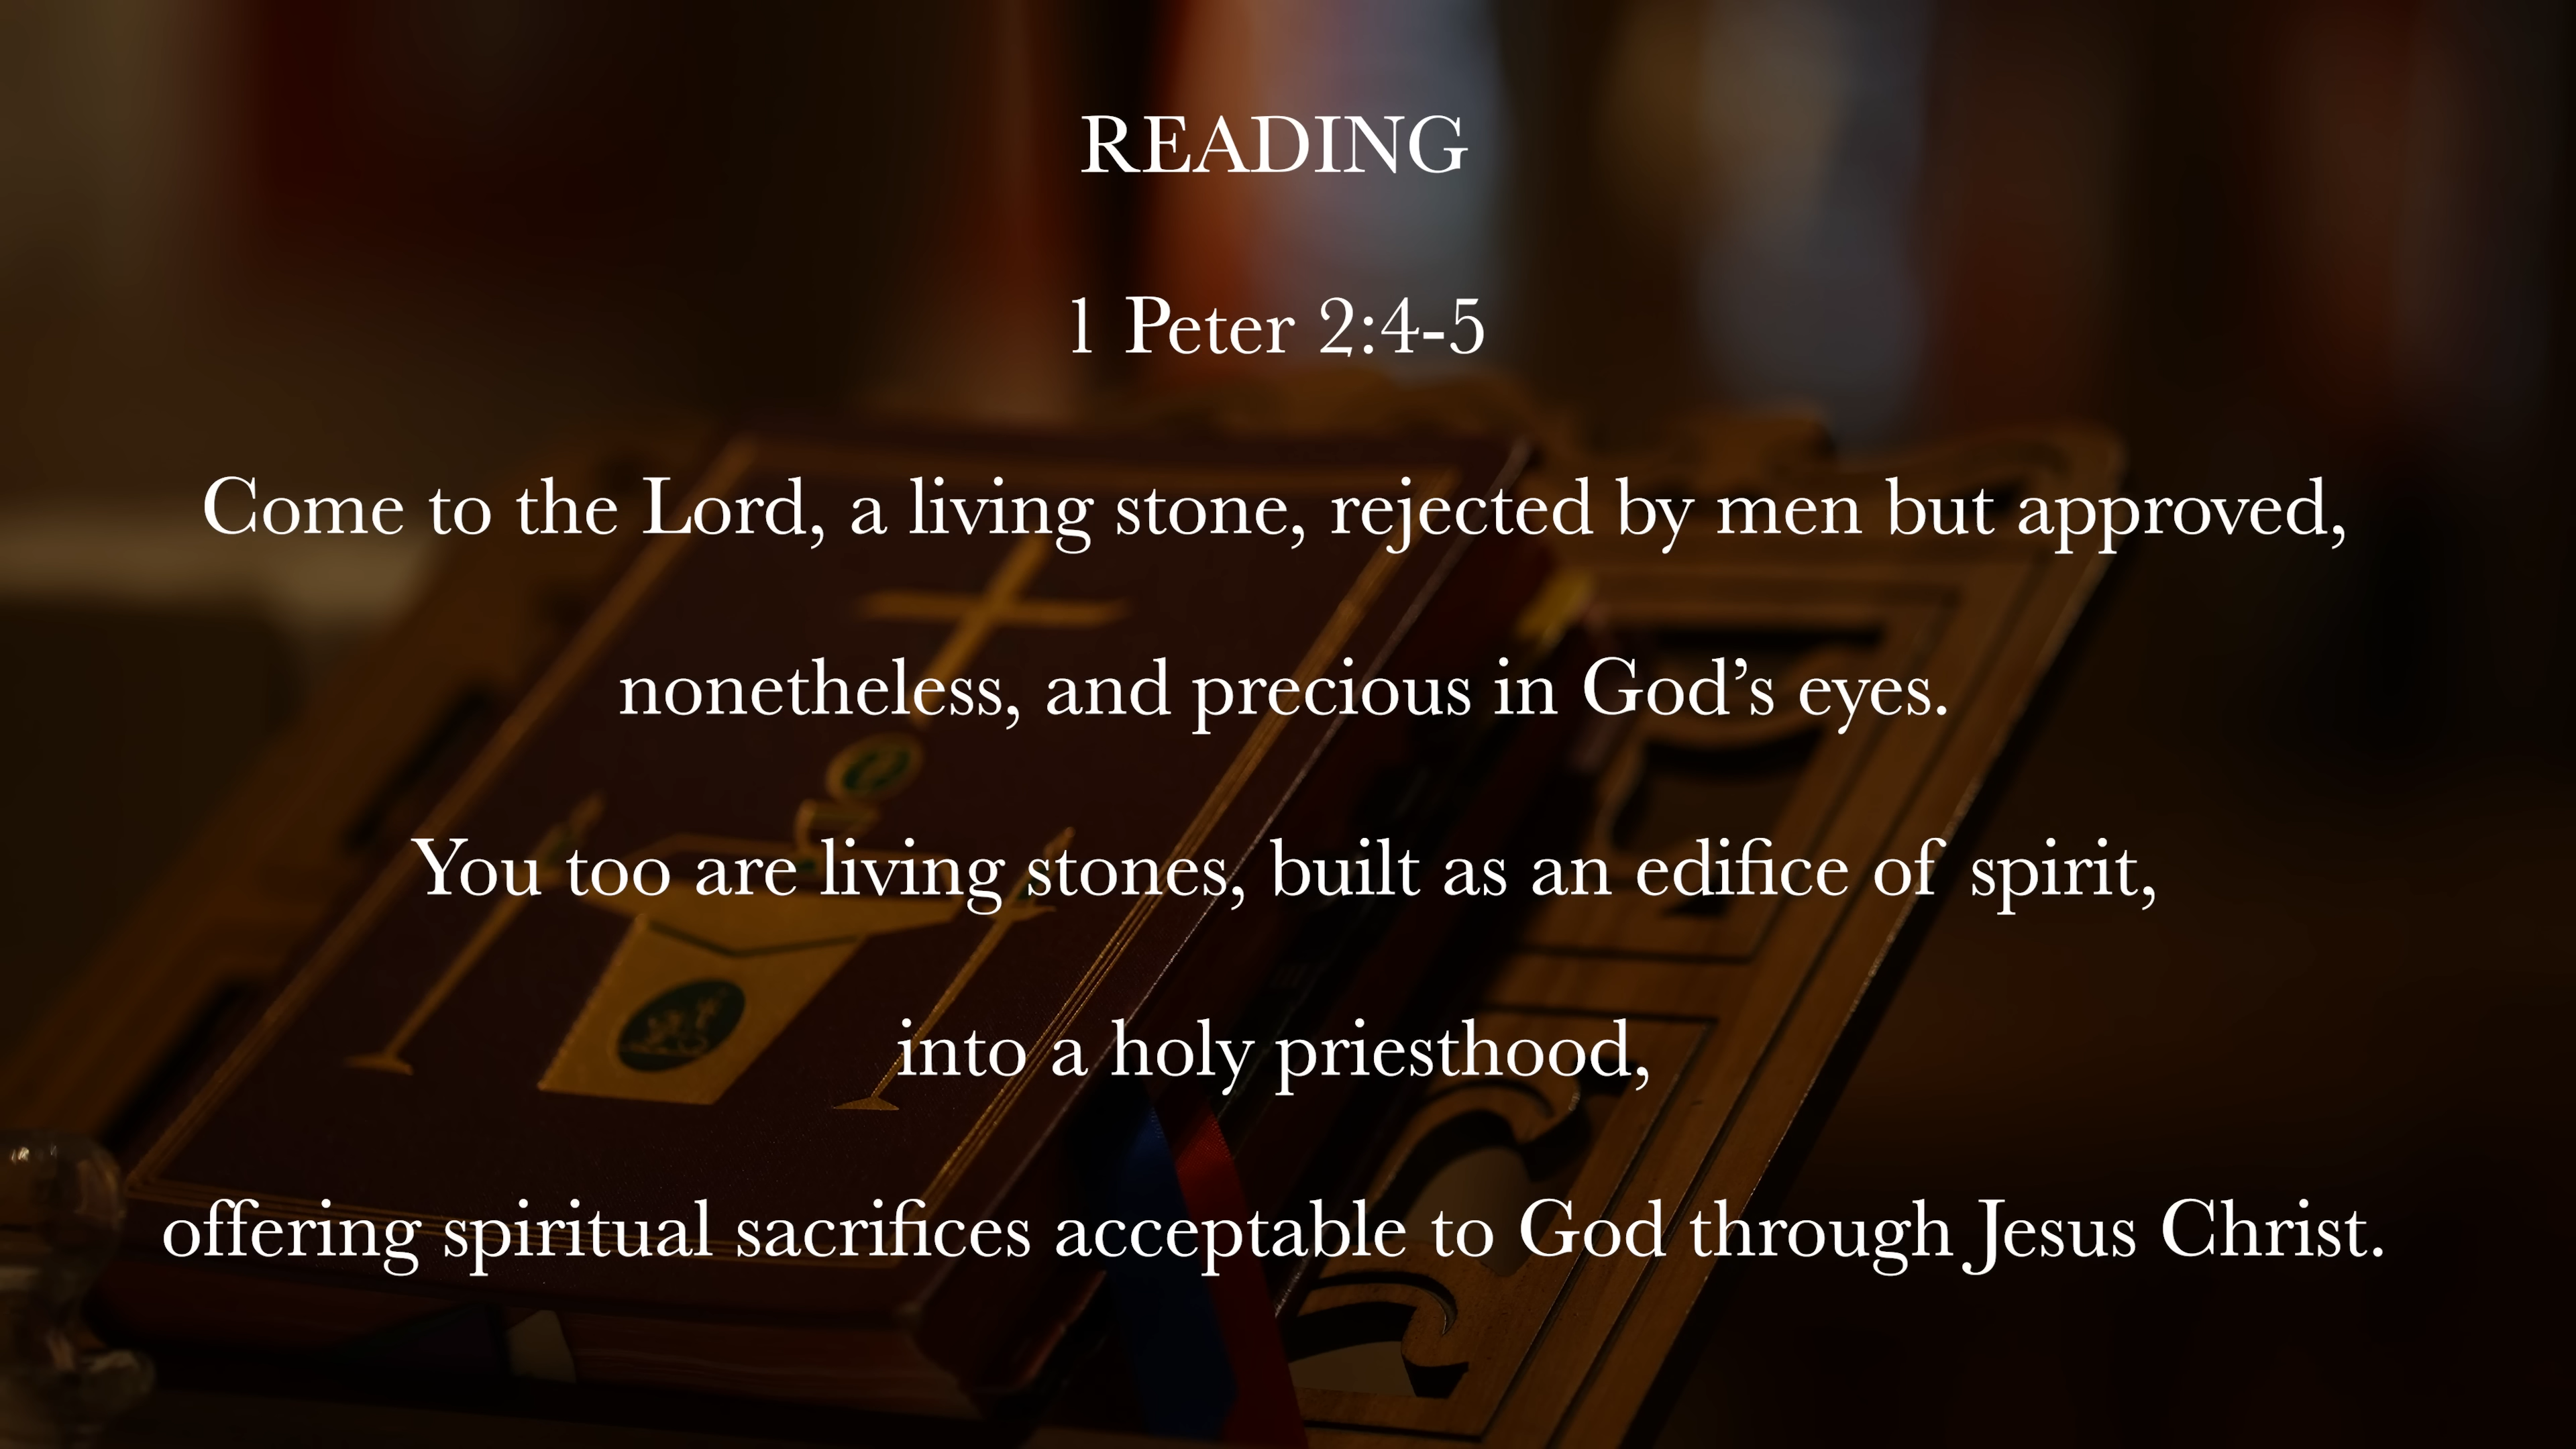 READING
1 Peter 2:4-5
Come to the Lord, a living stone, rejected by men but approved,
nonetheless, and precious in God’s eyes.
You too are living stones, built as an edifice of spirit,
into a holy priesthood,
offering spiritual sacrifices acceptable to God through Jesus Christ.